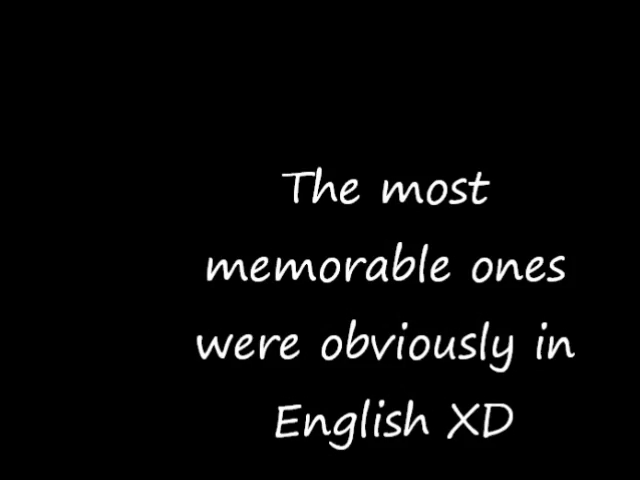 The most
memorable ones
were obviously in
English XD